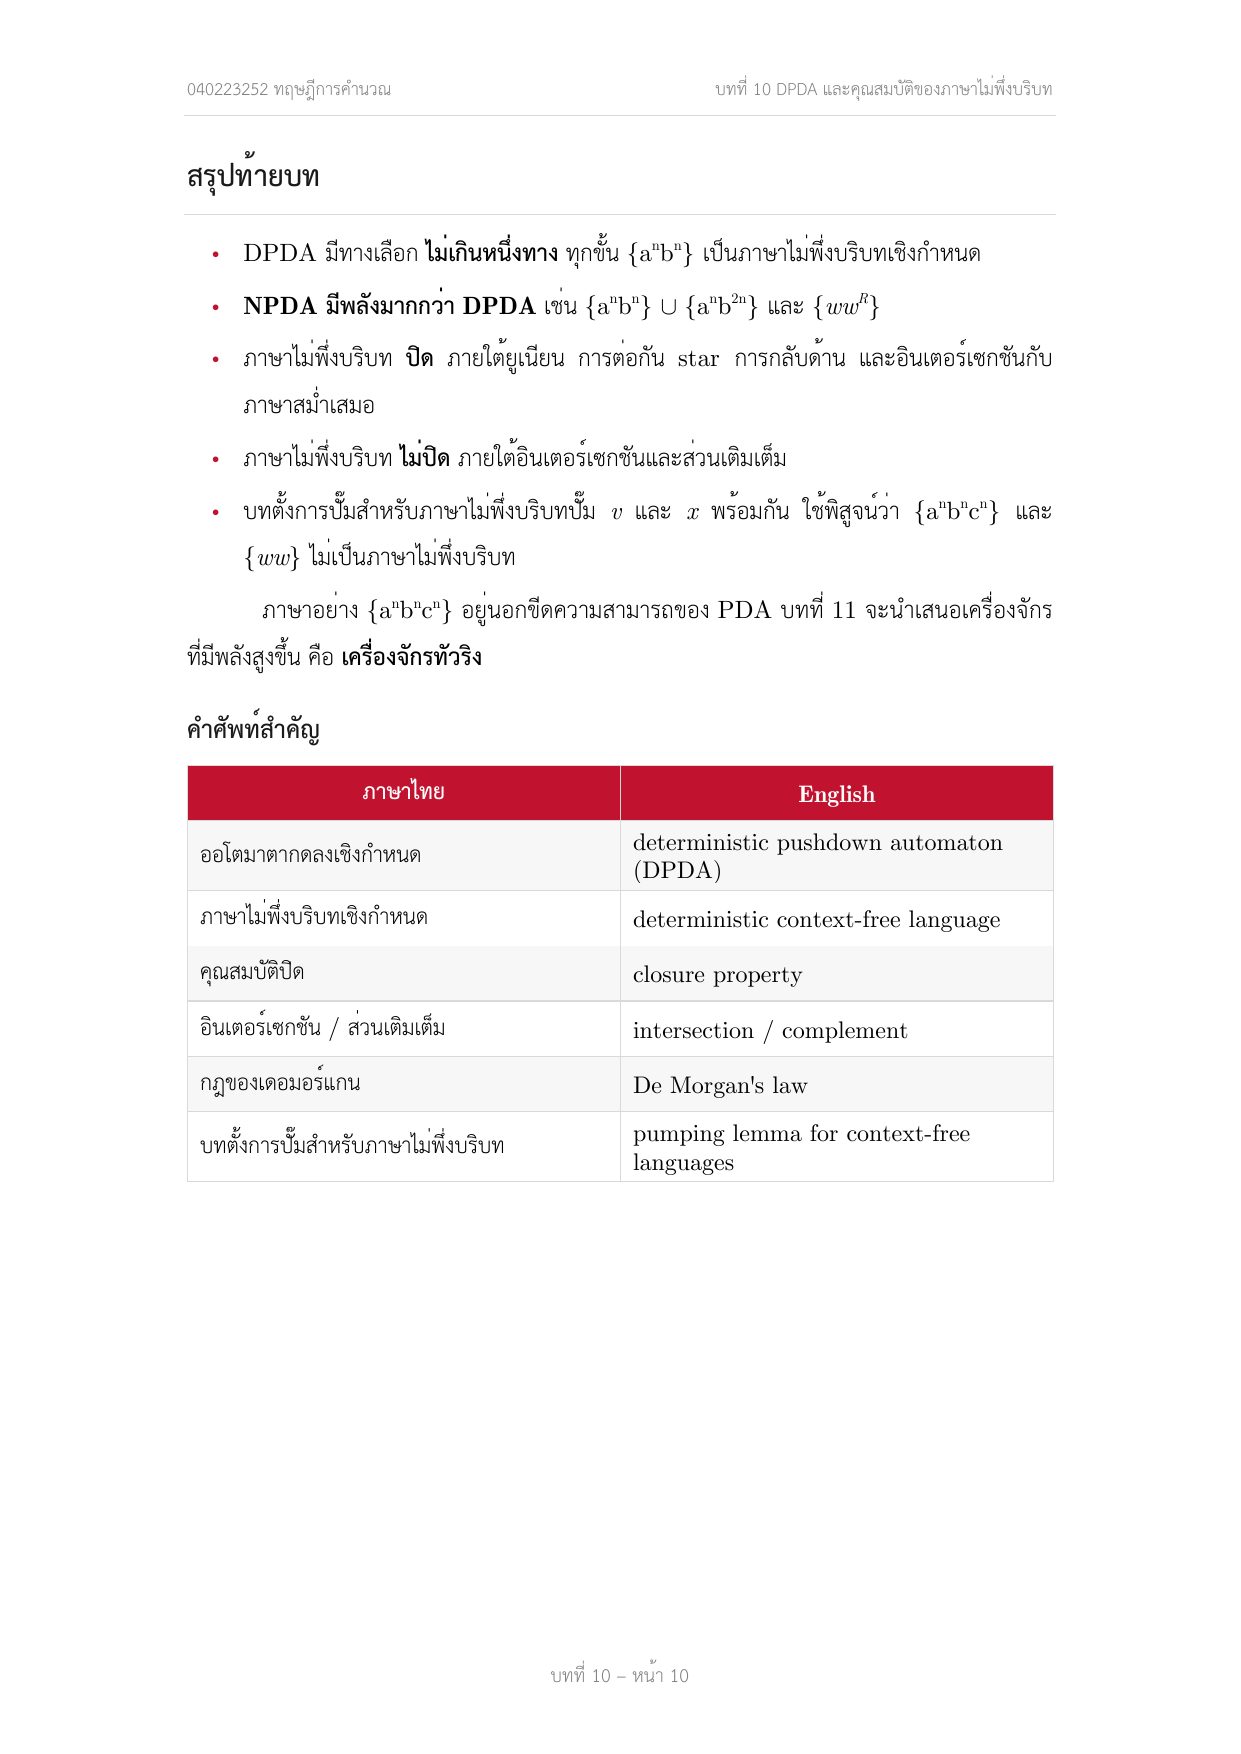 040223252 ทฤษฎีการคำนวณ บทที่ 10 DPDA และคุณสมบัติของภาษาไม่พึ่งบริบท
สรุปท้ายบท
• DPDA มีทางเลือก ไม่เกินหนึ่งทาง ทุกขั้น {aⁿbⁿ} เป็นภาษาไม่พึ่งบริบทเชิงกำหนด
• NPDA มีพลังมากกว่า DPDA เช่น {aⁿbⁿ} ∪ {aⁿb²ⁿ} และ {wwᴿ}
• ภาษาไม่พึ่งบริบท ปิด ภายใต้ยูเนียน การต่อกัน star การกลับด้าน และอินเตอร์เซกชันกับ
ภาษาสม่ำเสมอ
• ภาษาไม่พึ่งบริบท ไม่ปิด ภายใต้อินเตอร์เซกชันและส่วนเติมเต็ม
• บทตั้งการปั๊มสำหรับภาษาไม่พึ่งบริบทปั๊ม v และ x พร้อมกัน ใช้พิสูจน์ว่า {aⁿbⁿcⁿ} และ
{ww} ไม่เป็นภาษาไม่พึ่งบริบท
ภาษาอย่าง {aⁿbⁿcⁿ} อยู่นอกขีดความสามารถของ PDA บทที่ 11 จะนำเสนอเครื่องจักร
ที่มีพลังสูงขึ้น คือ เครื่องจักรทัวริง
คำศัพท์สำคัญ
ภาษาไทย English
ออโตมาตากดลงเชิงกำหนด deterministic pushdown automaton
(DPDA)
ภาษาไม่พึ่งบริบทเชิงกำหนด deterministic context-free language
คุณสมบัติปิด closure property
อินเตอร์เซกชัน / ส่วนเติมเต็ม intersection / complement
กฎของเดอมอร์แกน De Morgan's law
บทตั้งการปั๊มสำหรับภาษาไม่พึ่งบริบท pumping lemma for context-free
languages
บทที่ 10 – หน้า 10